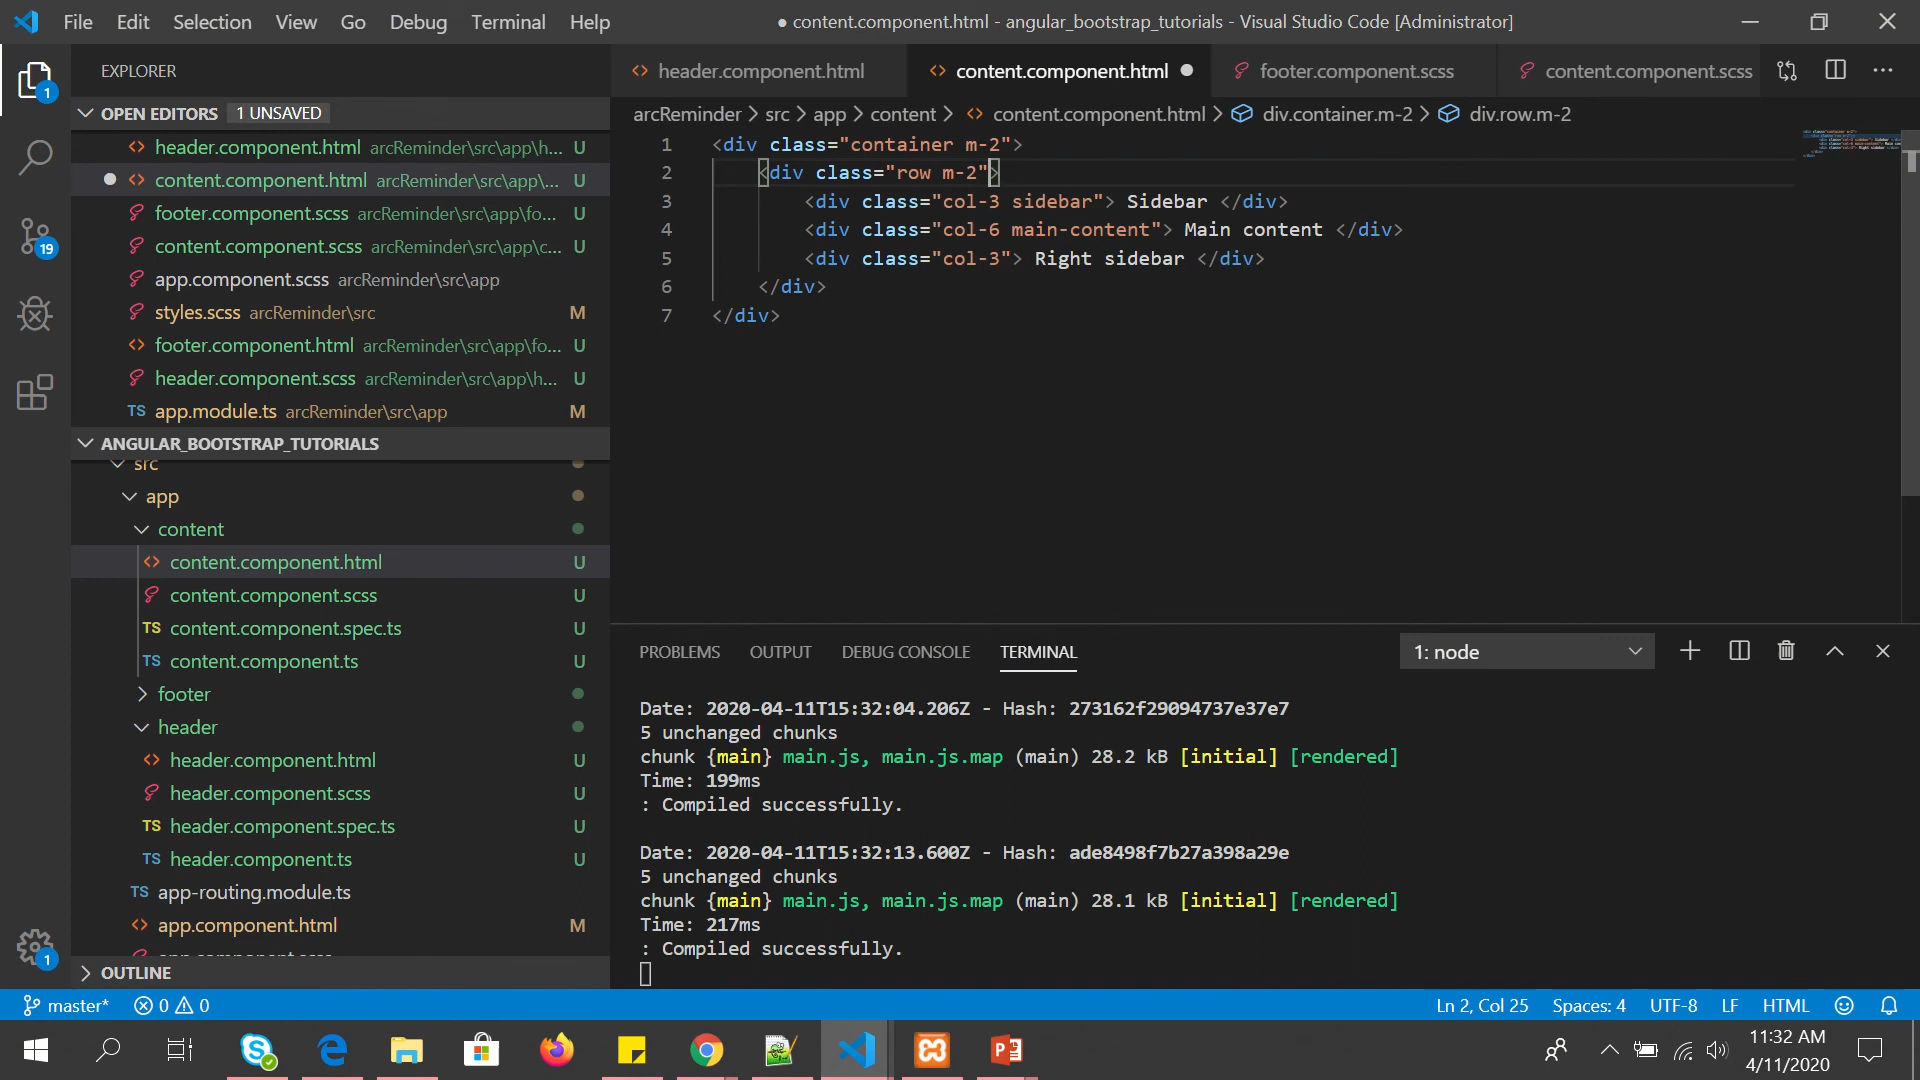 File Edit Selection View Go Debug Terminal Help
● content.component.html - angular_bootstrap_tutorials - Visual Studio Code [Administrator]
EXPLORER
OPEN EDITORS 1 UNSAVED
header.component.html arcReminder\src\app\h... U
content.component.html arcReminder\src\app\... U
footer.component.scss arcReminder\src\app\fo... U
content.component.scss arcReminder\src\app\c... U
app.component.scss arcReminder\src\app
styles.scss arcReminder\src M
footer.component.html arcReminder\src\app\fo... U
header.component.scss arcReminder\src\app\h... U
TS app.module.ts arcReminder\src\app M
ANGULAR_BOOTSTRAP_TUTORIALS
src
app
content
content.component.html U
content.component.scss U
TS content.component.spec.ts U
TS content.component.ts U
footer
header
header.component.html U
header.component.scss U
TS header.component.spec.ts U
TS header.component.ts U
TS app-routing.module.ts
app.component.html M
OUTLINE
1
19
1
header.component.html content.component.html footer.component.scss content.component.scss
arcReminder > src > app > content > content.component.html > div.container.m-2 > div.row.m-2
1 <div class="container m-2">
2 <div class="row m-2">
3 <div class="col-3 sidebar"> Sidebar </div>
4 <div class="col-6 main-content"> Main content </div>
5 <div class="col-3"> Right sidebar </div>
6 </div>
7 </div>
PROBLEMS OUTPUT DEBUG CONSOLE TERMINAL 1: node
Date: 2020-04-11T15:32:04.206Z - Hash: 273162f29094737e37e7
5 unchanged chunks
chunk {main} main.js, main.js.map (main) 28.2 kB [initial] [rendered]
Time: 199ms
: Compiled successfully.
Date: 2020-04-11T15:32:13.600Z - Hash: ade8498f7b27a398a29e
5 unchanged chunks
chunk {main} main.js, main.js.map (main) 28.1 kB [initial] [rendered]
Time: 217ms
: Compiled successfully.
master* 0 0 Ln 2, Col 25 Spaces: 4 UTF-8 LF HTML
11:32 AM
4/11/2020